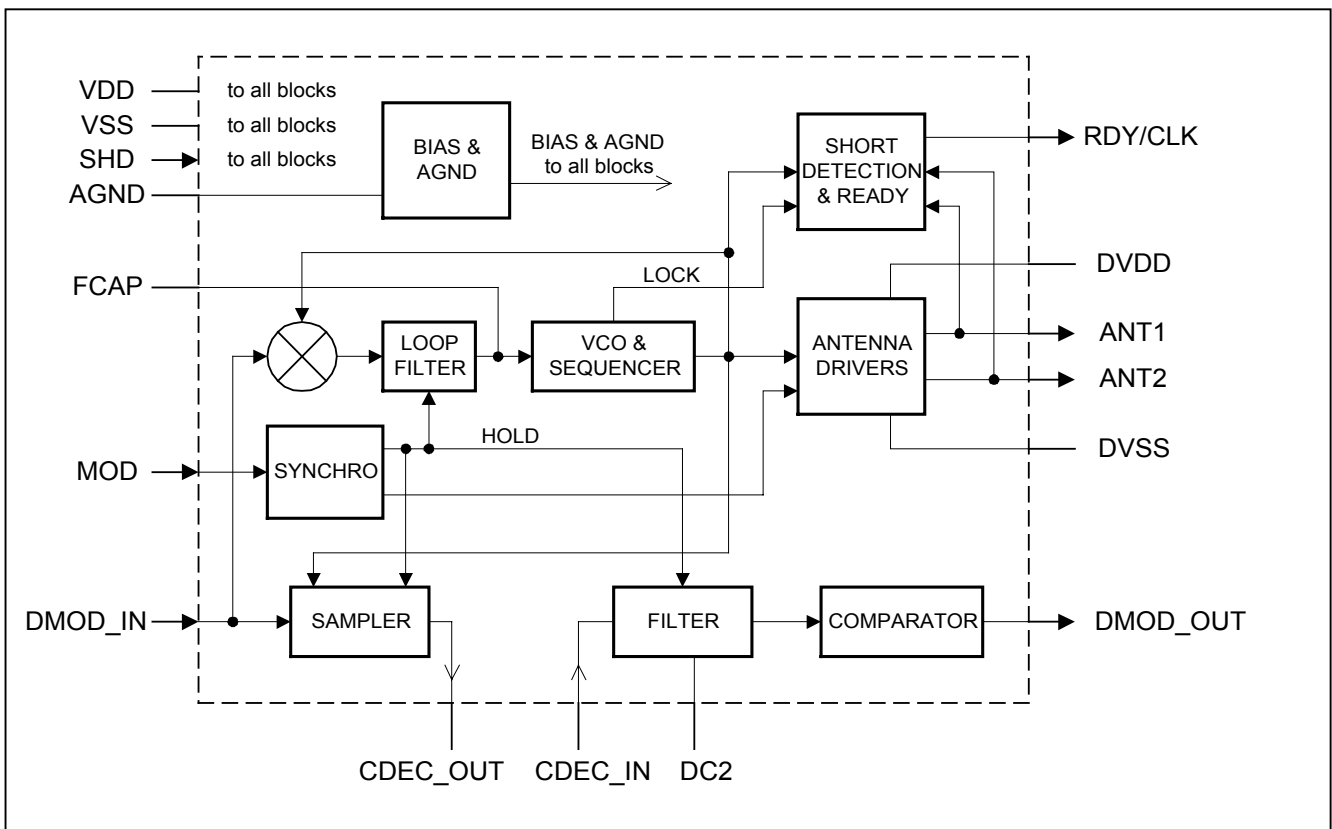 VDD
to all blocks
VSS
to all blocks
SHD
to all blocks
AGND
BIAS &
AGND
BIAS & AGND
to all blocks
SHORT
DETECTION
& READY
RDY/CLK
FCAP
LOCK
DVDD
LOOP
FILTER
VCO &
SEQUENCER
ANTENNA
DRIVERS
ANT1
ANT2
HOLD
DVSS
MOD
SYNCHRO
DMOD_IN
SAMPLER
FILTER
COMPARATOR
DMOD_OUT
CDEC_OUT
CDEC_IN
DC2